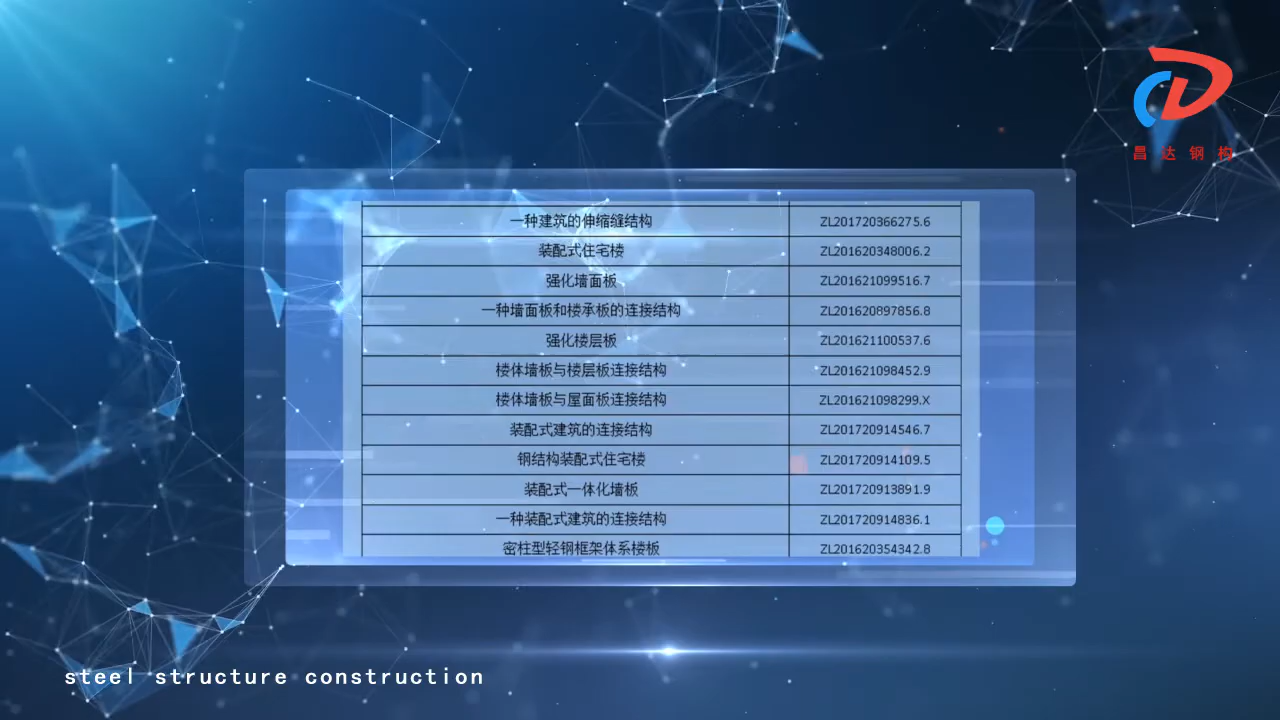 昌达钢构
一种建筑的伸缩缝结构 ZL201720366275.6
装配式住宅楼 ZL201620348006.2
强化墙面板 ZL201621099516.7
一种墙面板和楼承板的连接结构 ZL201620897856.8
强化楼层板 ZL201621100537.6
楼体墙板与楼层板连接结构 ZL201621098452.9
楼体墙板与屋面板连接结构 ZL201621098299.X
装配式建筑的连接结构 ZL201720914546.7
钢结构装配式住宅楼 ZL201720914109.5
装配式一体化墙板 ZL201720913891.9
一种装配式建筑的连接结构 ZL201720914836.1
密柱型轻钢框架体系楼板 ZL201620354342.8
steel structure construction